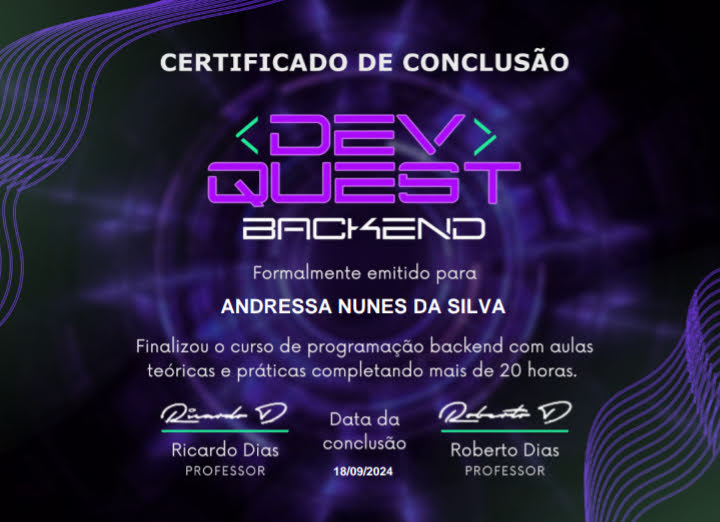 CERTIFICADO DE CONCLUSÃO
<DEV>
QUEST
BACKEND
Formalmente emitido para
ANDRESSA NUNES DA SILVA
Finalizou o curso de programação backend com aulas
teóricas e práticas completando mais de 20 horas.
Ricardo D
Roberto D
Data da
conclusão
18/09/2024
Ricardo Dias
PROFESSOR
Roberto Dias
PROFESSOR